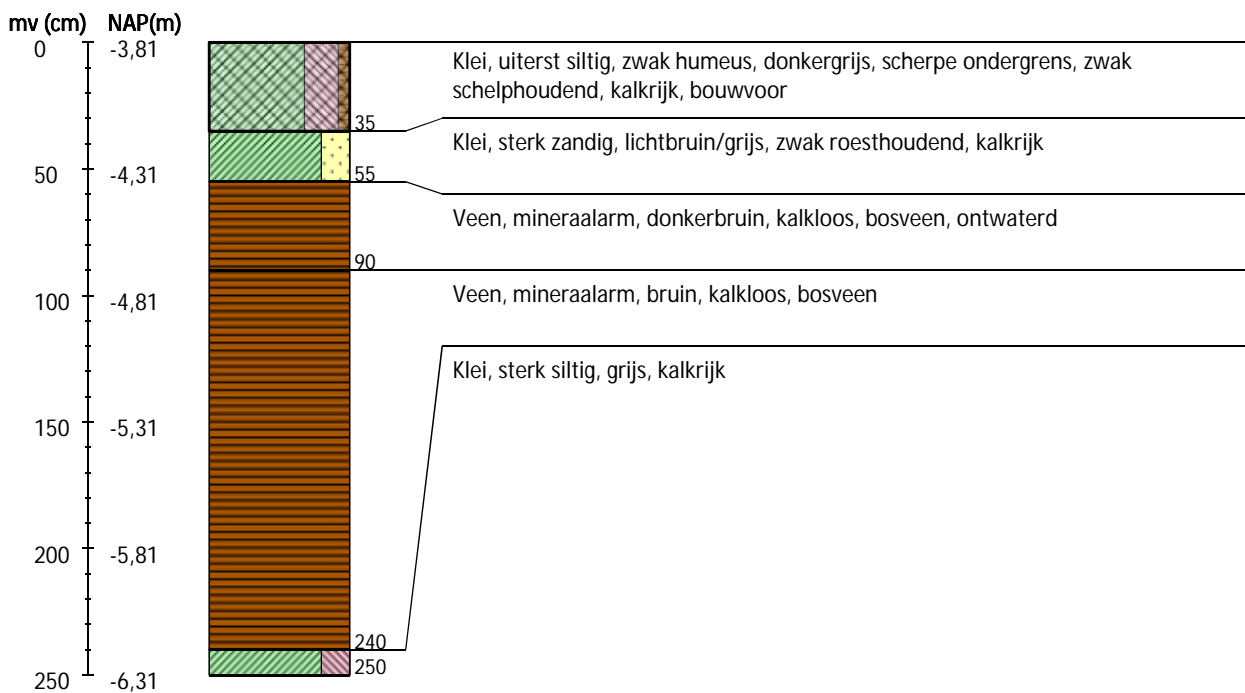 mv (cm) NAP(m)
0 -3,81
Klei, uiterst siltig, zwak humeus, donkergrijs, scherpe ondergrens, zwak
schelphoudend, kalkrijk, bouwvoor
35
Klei, sterk zandig, lichtbruin/grijs, zwak roesthoudend, kalkrijk
50 -4,31
55
Veen, mineraalarm, donkerbruin, kalkloos, bosveen, ontwaterd
90
100 -4,81
Veen, mineraalarm, bruin, kalkloos, bosveen
Klei, sterk siltig, grijs, kalkrijk
150 -5,31
200 -5,81
240
250
250 -6,31